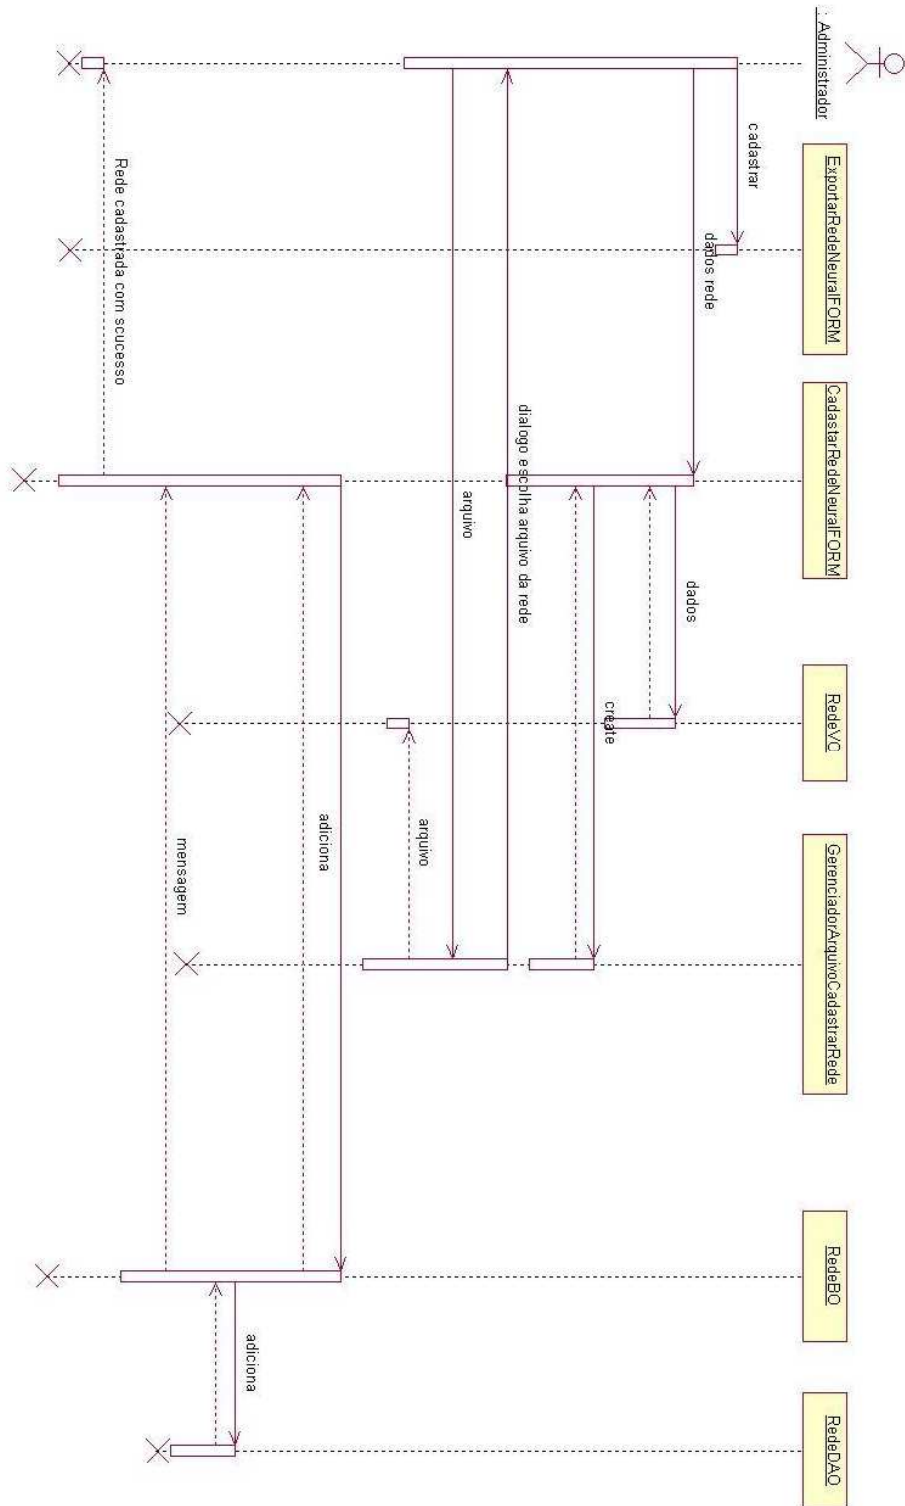 : Administrador
ExportarRedeNeuralFORM
CadastarRedeNeuralFORM
RedeVC
GerenciadorArquivoCadastrarRede
RedeBO
RedeDAO
cadastrar
dados rede
dados
create
dialogo escolha arquivo da rede
arquivo
arquivo
adiciona
adiciona
mensagem
Rede cadastrada com scucesso